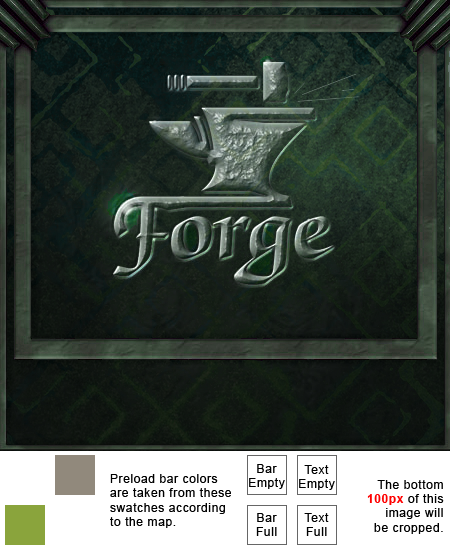 Forge
Preload bar colors
are taken from these
swatches according
to the map.
Bar
Empty
Text
Empty
Bar
Full
Text
Full
The bottom
100px of this
image will
be cropped.